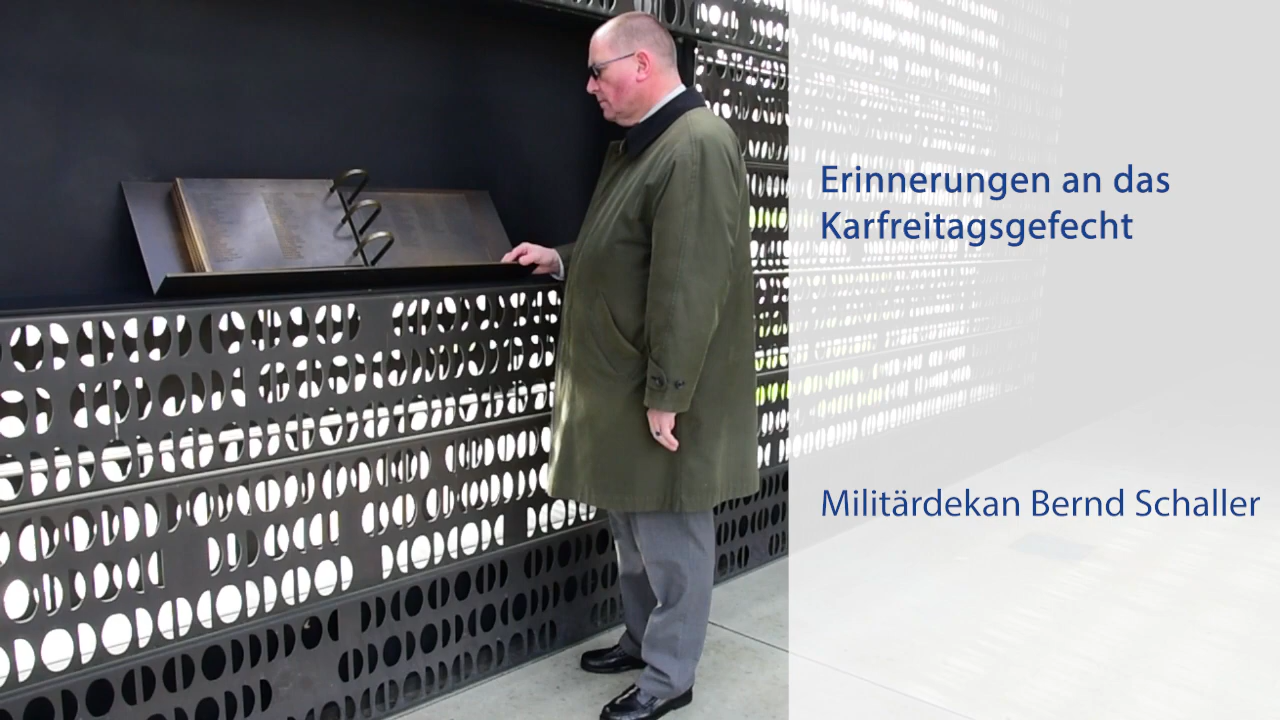 Erinnerungen an das
Karfreitagsgefecht
Militärdekan Bernd Schaller